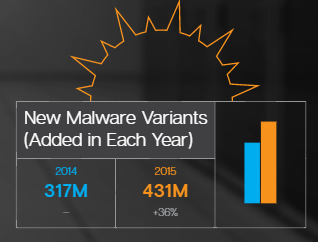 New Malware Variants
(Added in Each Year)
2014
317M
–
2015
431M
+36%